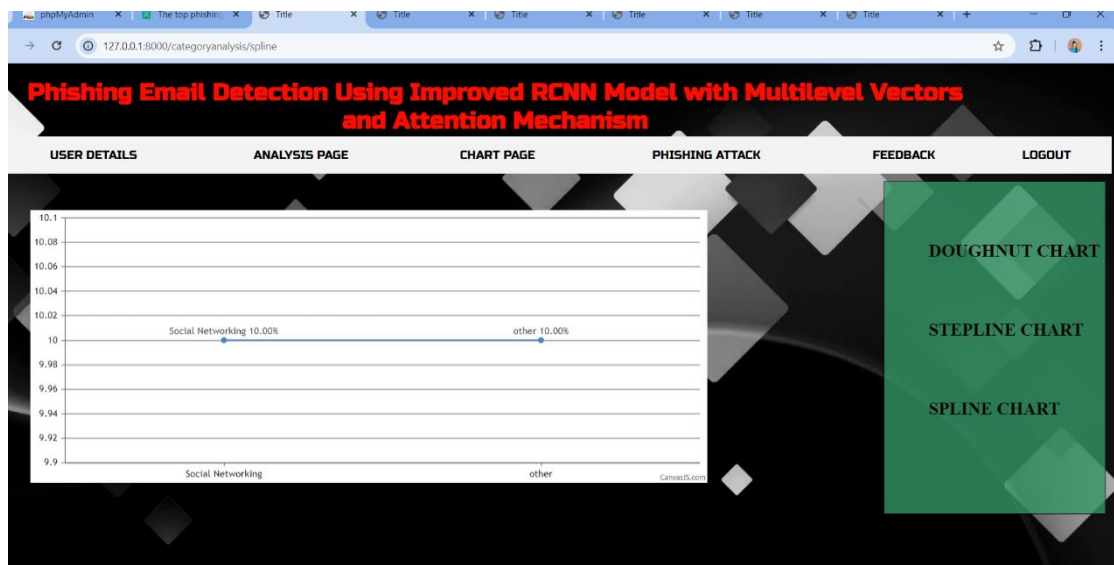 phpMyAdmin
The top phishing
Title
Title
Title
Title
Title
Title
127.0.0.1:8000/categoryanalysis/spline
Phishing Email Detection Using Improved RCNN Model with Multilevel Vectors
and Attention Mechanism
USER DETAILS ANALYSIS PAGE CHART PAGE PHISHING ATTACK FEEDBACK LOGOUT
10.1
10.08
10.06
10.04
10.02
10
9.98
9.96
9.94
9.92
9.9
Social Networking 10.00%
other 10.00%
Social Networking
other
CanvasJS.com
DOUGHNUT CHART
STEPLINE CHART
SPLINE CHART